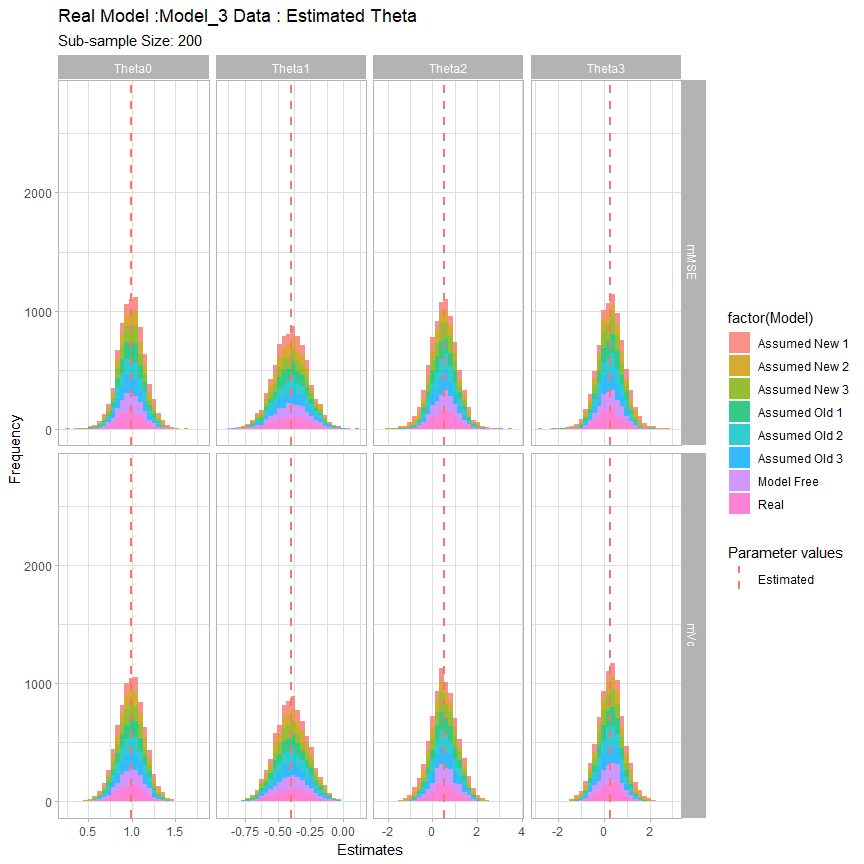 Real Model :Model_3 Data : Estimated Theta
Sub-sample Size: 200
Theta0 Theta1 Theta2 Theta3
2000
1000
0
mMSE
2000
1000
0
mVc
Frequency
0.5 1.0 1.5 -0.75 -0.50 -0.25 0.00 -2 0 2 4 -2 0 2
Estimates
factor(Model)
Assumed New 1
Assumed New 2
Assumed New 3
Assumed Old 1
Assumed Old 2
Assumed Old 3
Model Free
Real
Parameter values
Estimated